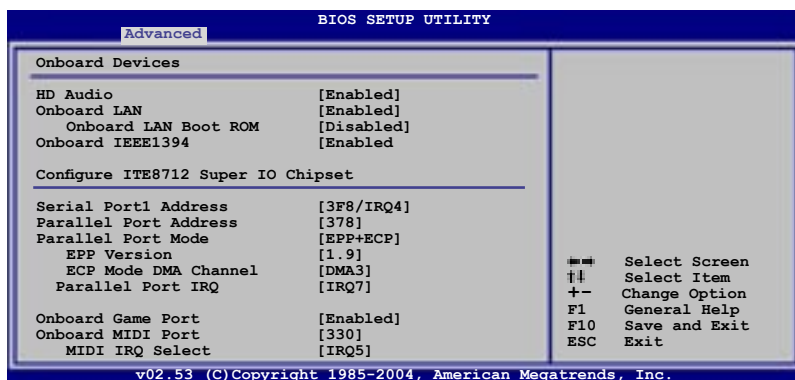 BIOS SETUP UTILITY
Advanced
Onboard Devices
HD Audio [Enabled]
Onboard LAN [Enabled]
Onboard LAN Boot ROM [Disabled]
Onboard IEEE1394 [Enabled
Configure ITE8712 Super IO Chipset
Serial Port1 Address [3F8/IRQ4]
Parallel Port Address [378]
Parallel Port Mode [EPP+ECP]
EPP Version [1.9]
ECP Mode DMA Channel [DMA3]
Parallel Port IRQ [IRQ7]
Onboard Game Port [Enabled]
Onboard MIDI Port [330]
MIDI IRQ Select [IRQ5]
←→ Select Screen
↑↓ Select Item
+- Change Option
F1 General Help
F10 Save and Exit
ESC Exit
v02.53 (C)Copyright 1985-2004, American Megatrends, Inc.